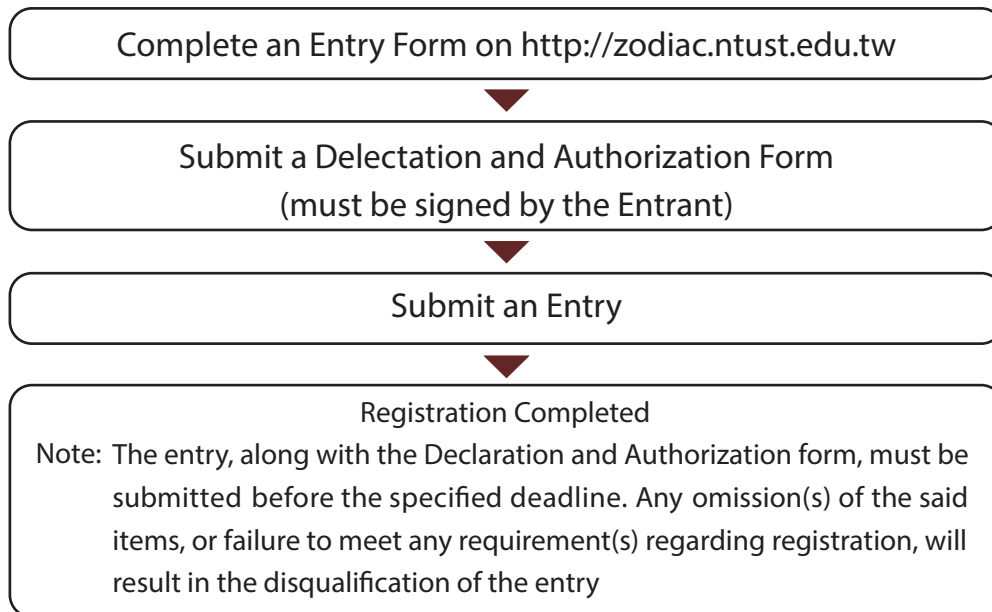 Complete an Entry Form on http://zodiac.ntust.edu.tw
Submit a Delectation and Authorization Form
(must be signed by the Entrant)
Submit an Entry
Registration Completed
Note: The entry, along with the Declaration and Authorization form, must be
submitted before the specified deadline. Any omission(s) of the said
items, or failure to meet any requirement(s) regarding registration, will
result in the disqualification of the entry